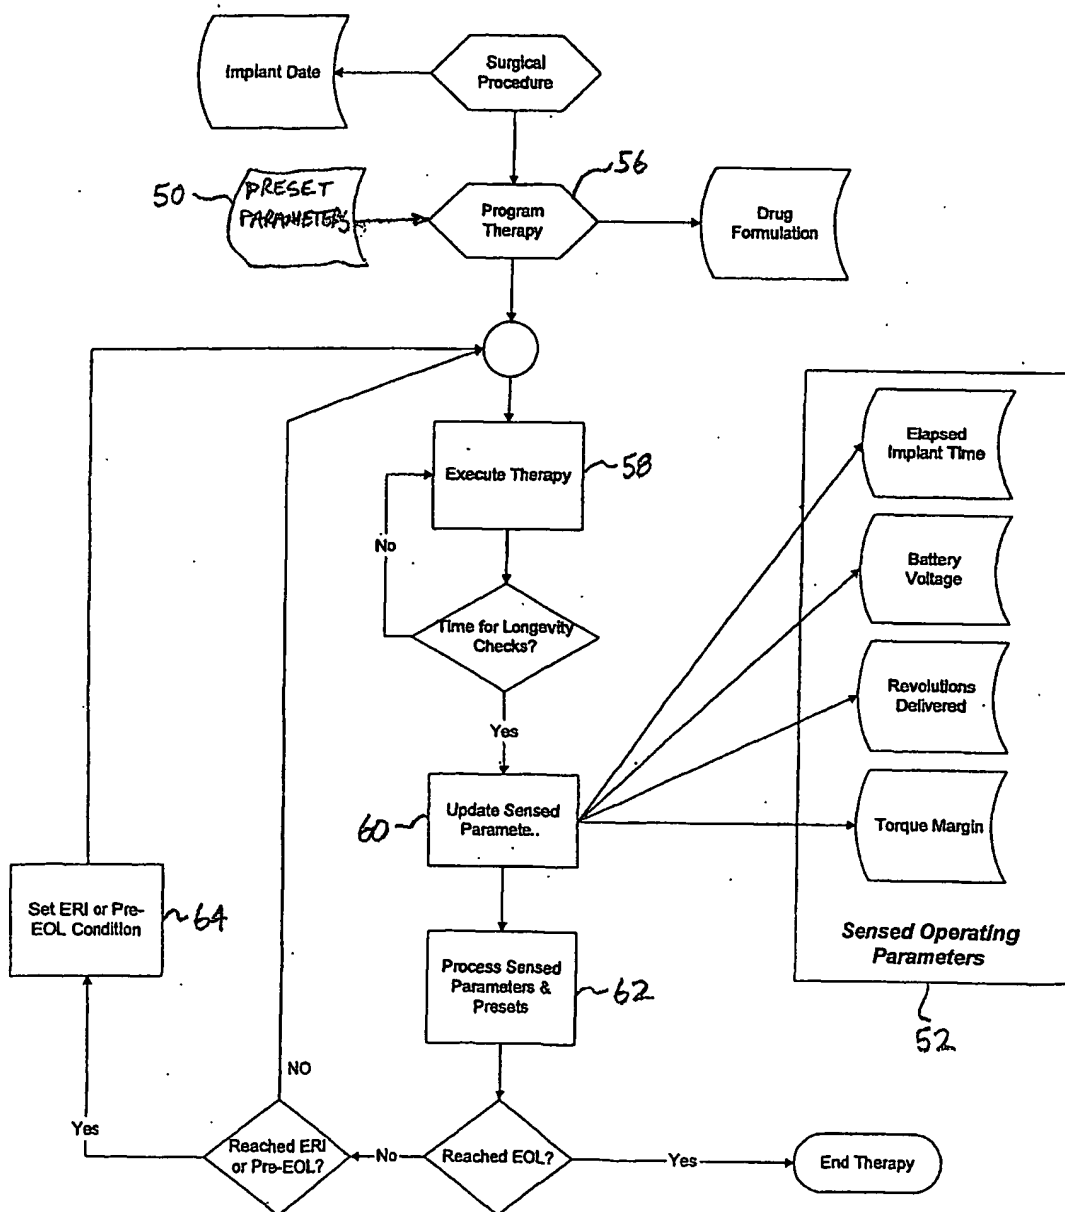 Implant Date
Surgical
Procedure
50
PRESET
PARAMETERS
56
Program
Therapy
Drug
Formulation
Execute Therapy
58
No
Time for Longevity
Checks?
Yes
Elapsed
Implant Time
Battery
Voltage
Revolutions
Delivered
Torque Margin
Sensed Operating
Parameters
52
60
Update Sensed
Paramete..
Set ERI or Pre-
EOL Condition
64
Process Sensed
Parameters &
Presets
62
NO
Yes
Reached ERI
or Pre-EOL?
No
Reached EOL?
Yes
End Therapy